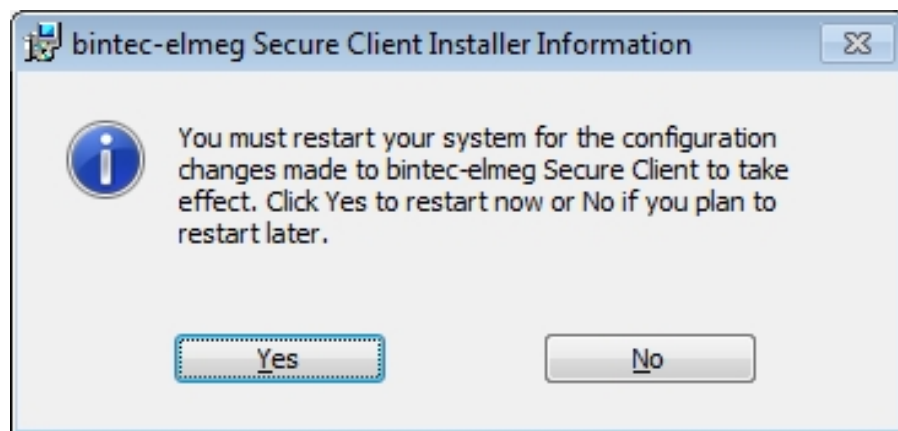 bintec-elmeg Secure Client Installer Information
You must restart your system for the configuration
changes made to bintec-elmeg Secure Client to take
effect. Click Yes to restart now or No if you plan to
restart later.
Yes
No